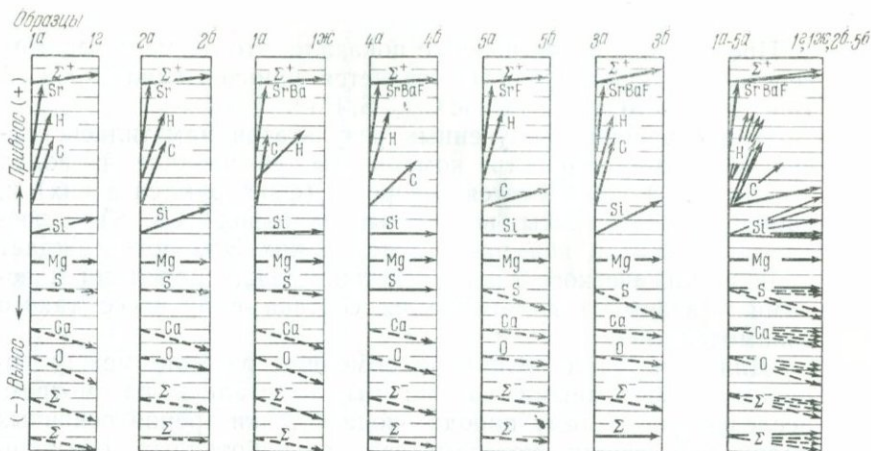 Образцы
1а 1г 2а 2б 1а 1ж 4а 4б 5а 5б 3а 3б 1а-5а 1г,1ж,2б-5б
Σ+ Σ+ Σ+ Σ+ Σ+ Σ+ Σ+
Sr Sr SrBa SrBaF SrF SrBaF SrBaF
H H H H H H H
C C C C C C C
Si Si Si Si Si Si Si
Mg Mg Mg Mg Mg Mg Mg
S S S S S S S
Ca Ca Ca Ca Ca Ca Ca
O O O O O O O
Σ- Σ- Σ- Σ- Σ- Σ- Σ-
Σ Σ Σ Σ Σ Σ Σ
(-) Вынос
Привнос (+)